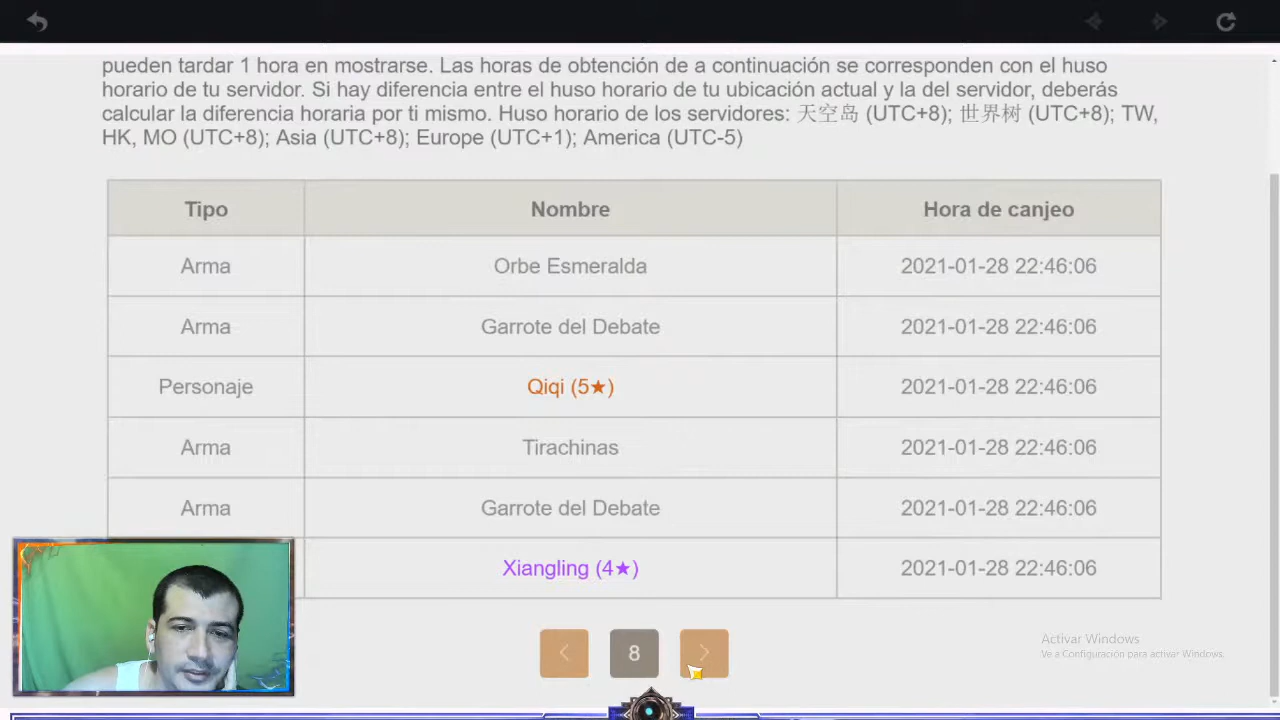 pueden tardar 1 hora en mostrarse. Las horas de obtención de a continuación se corresponden con el huso
horario de tu servidor. Si hay diferencia entre el huso horario de tu ubicación actual y la del servidor, deberás
calcular la diferencia horaria por ti mismo. Huso horario de los servidores: 天空岛 (UTC+8); 世界树 (UTC+8); TW,
HK, MO (UTC+8); Asia (UTC+8); Europe (UTC+1); America (UTC-5)
Tipo Nombre Hora de canjeo
Arma Orbe Esmeralda 2021-01-28 22:46:06
Arma Garrote del Debate 2021-01-28 22:46:06
Personaje Qiqi (5★) 2021-01-28 22:46:06
Arma Tirachinas 2021-01-28 22:46:06
Arma Garrote del Debate 2021-01-28 22:46:06
Xiangling (4★) 2021-01-28 22:46:06
8
Activar Windows
Ve a Configuración para activar Windows.